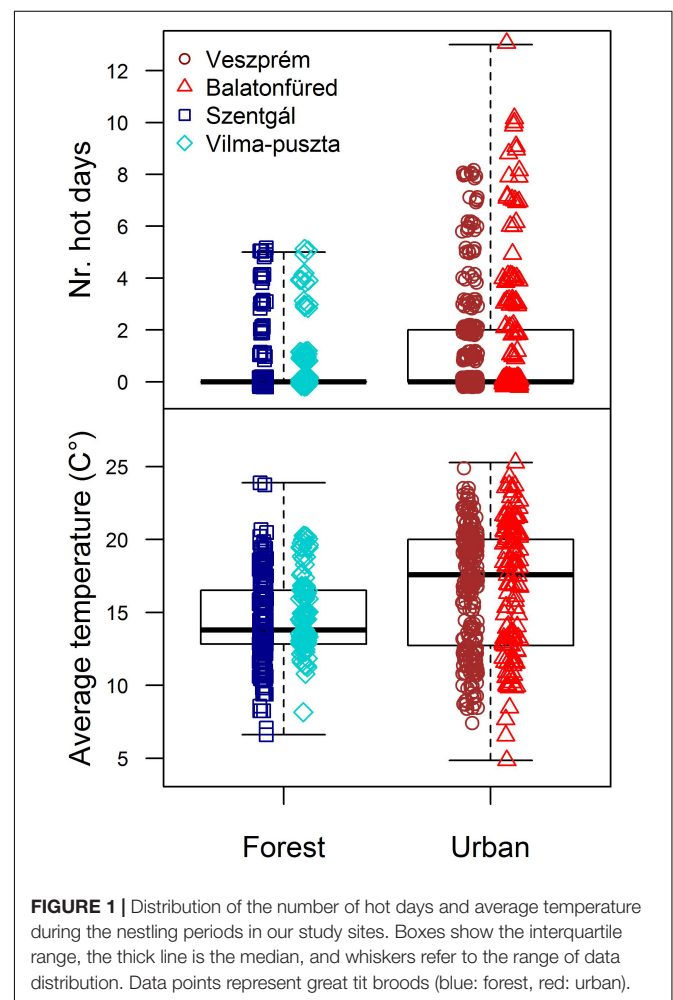 Nr. hot days
12
10
8
6
4
2
0
Veszprém
Balatonfüred
Szentgál
Vilma-puszta
Average temperature (C°)
25
20
15
10
5
Forest
Urban
FIGURE 1 | Distribution of the number of hot days and average temperature
during the nestling periods in our study sites. Boxes show the interquartile
range, the thick line is the median, and whiskers refer to the range of data
distribution. Data points represent great tit broods (blue: forest, red: urban).